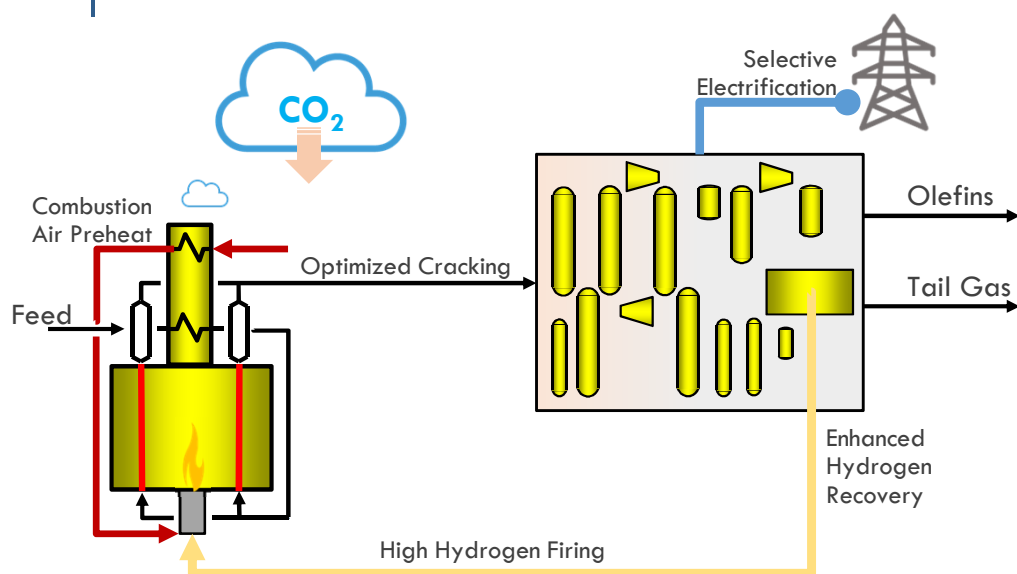 Selective
Electrification
CO₂
Combustion
Air Preheat
Olefins
Optimized Cracking
Tail Gas
Feed
Enhanced
Hydrogen
Recovery
High Hydrogen Firing